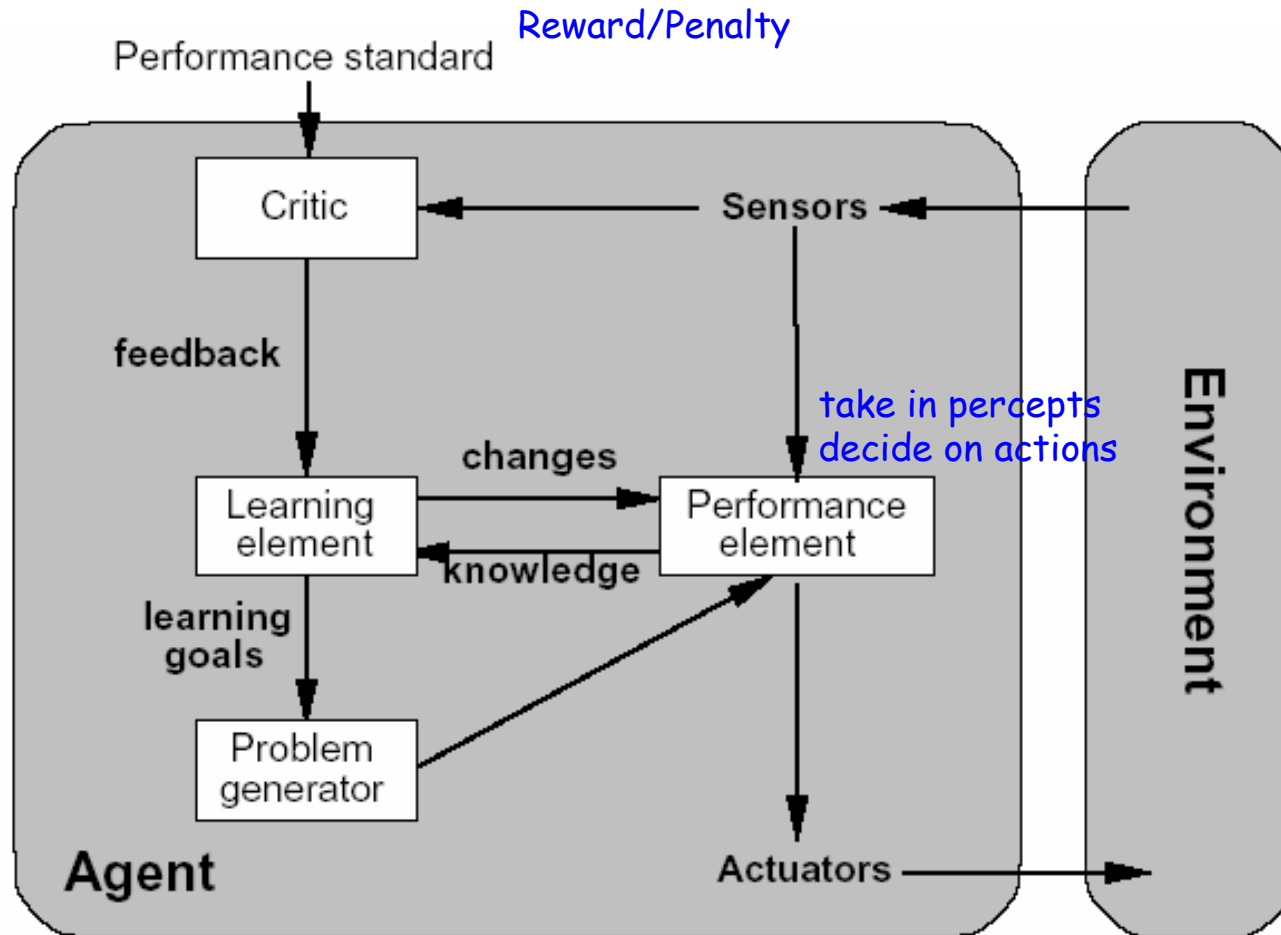 Reward/Penalty
Performance standard
Critic
Sensors
feedback
take in percepts
decide on actions
changes
Learning
element
Performance
element
knowledge
learning
goals
Problem
generator
Agent
Actuators
Environment